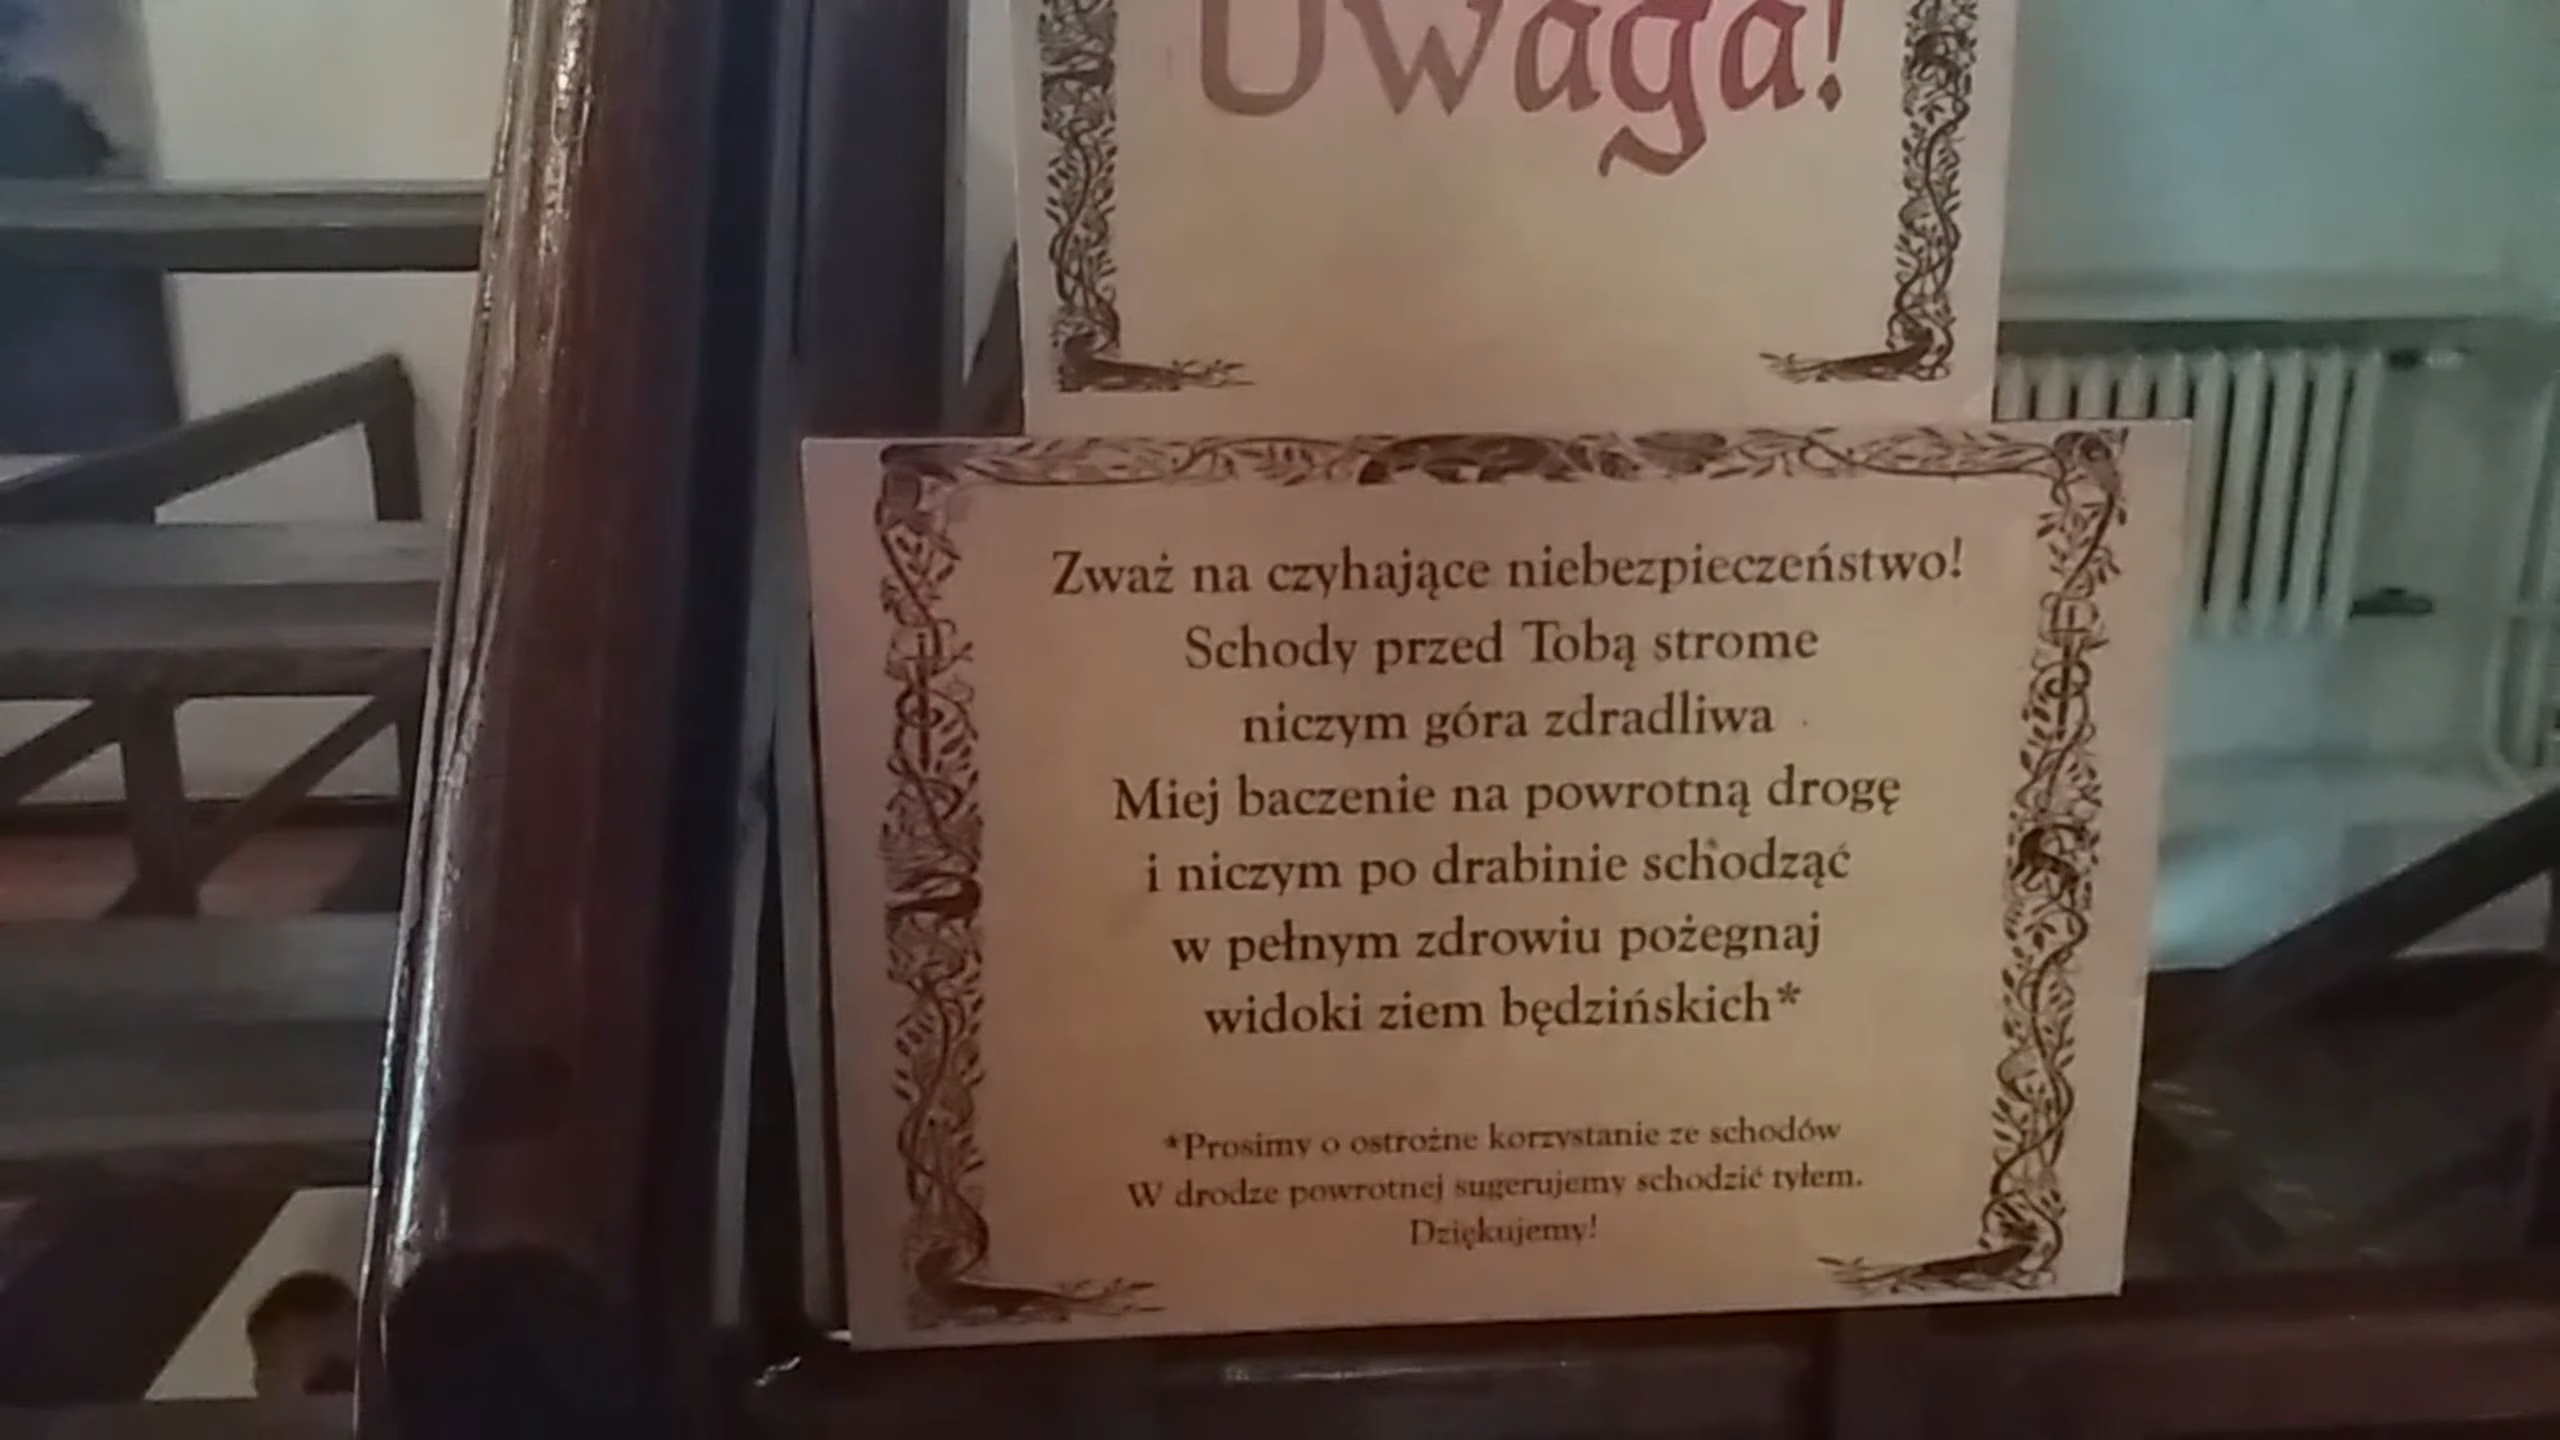 Uwaga!
Zważ na czyhające niebezpieczeństwo!
Schody przed Tobą strome
niczym góra zdradliwa
Miej baczenie na powrotną drogę
i niczym po drabinie schodząć
w pełnym zdrowiu pożegnaj
widoki ziem będzińskich*
*Prosimy o ostrożne korzystanie ze schodów
W drodze powrotnej sugerujemy schodzić tyłem.
Dziękujemy!